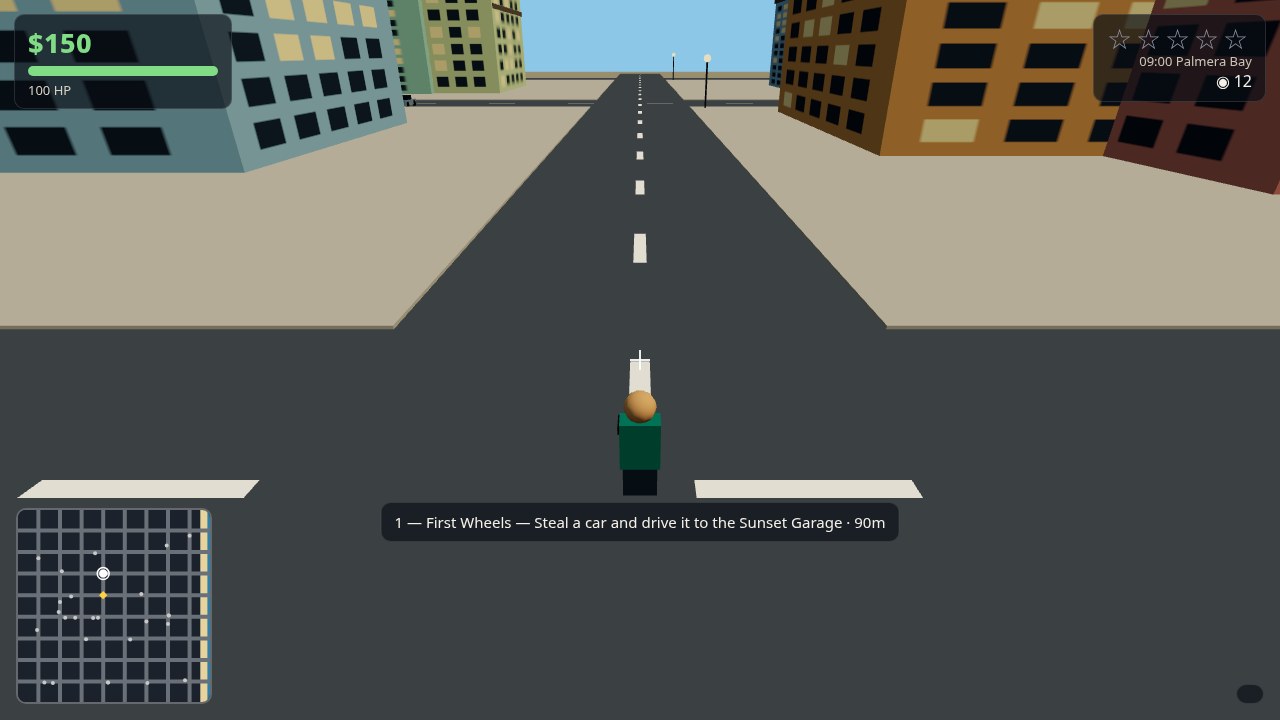 $150
100 HP
☆☆☆☆☆
09:00 Palmera Bay
◉ 12
1 — First Wheels — Steal a car and drive it to the Sunset Garage · 90m